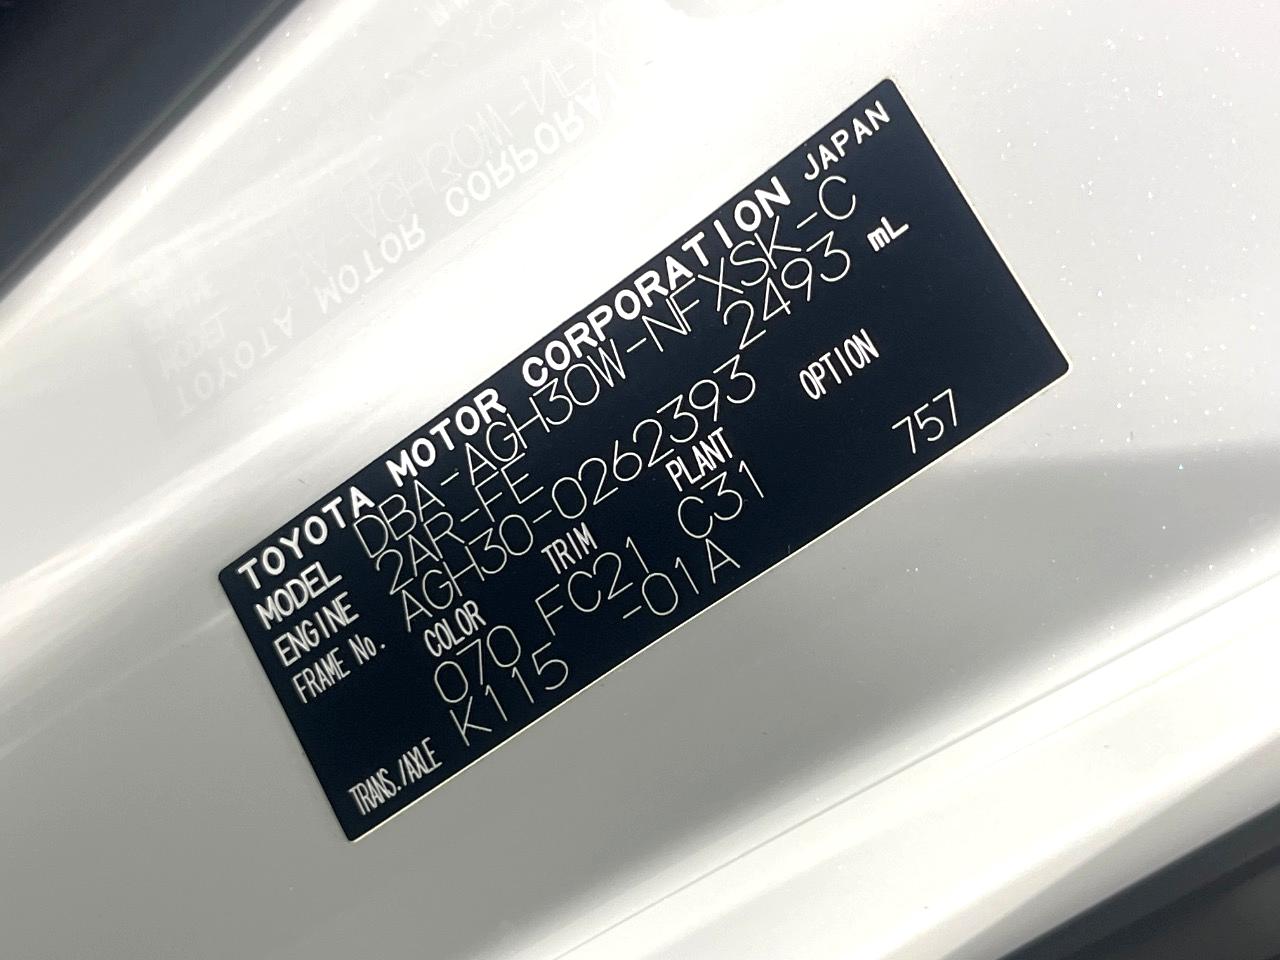 TOYOTA MOTOR CORPORATION JAPAN
MODEL DBA-AGH30W-NFXSK-C
ENGINE 2AR-FE 2493 mL
FRAME No. AGH30-0262393
COLOR TRIM PLANT OPTION
070 FC21 C31 757
TRANS./AXLE K115 -01A